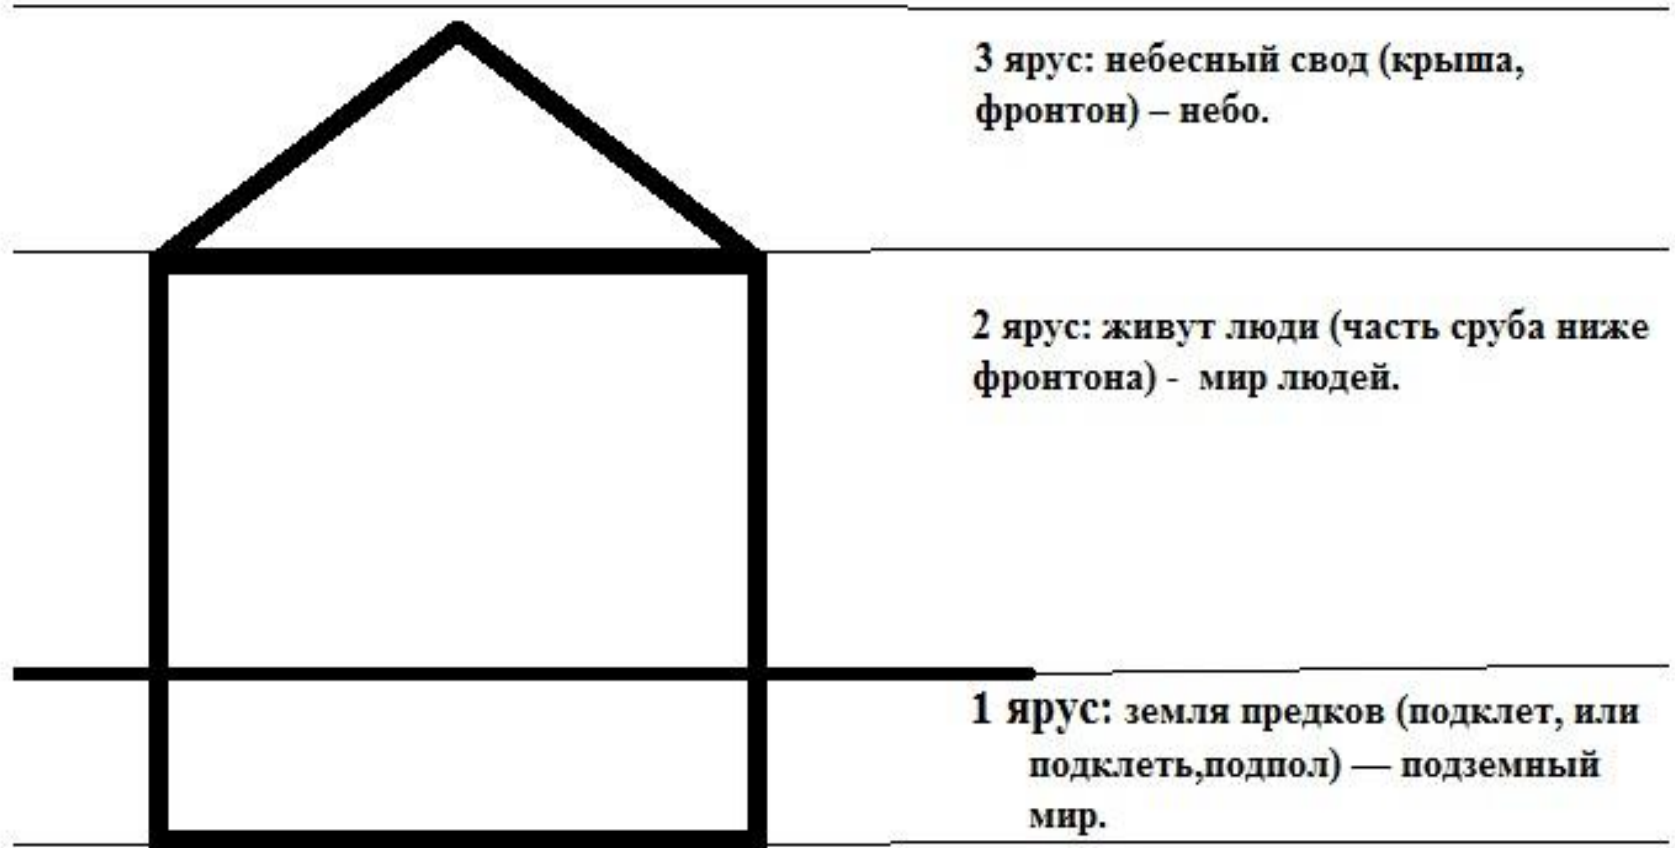 3 ярус: небесный свод (крыша,
фронтон) – небо.
2 ярус: живут люди (часть сруба ниже
фронтона) - мир людей.
1 ярус: земля предков (подклет, или
подклеть,подпол) — подземный
мир.